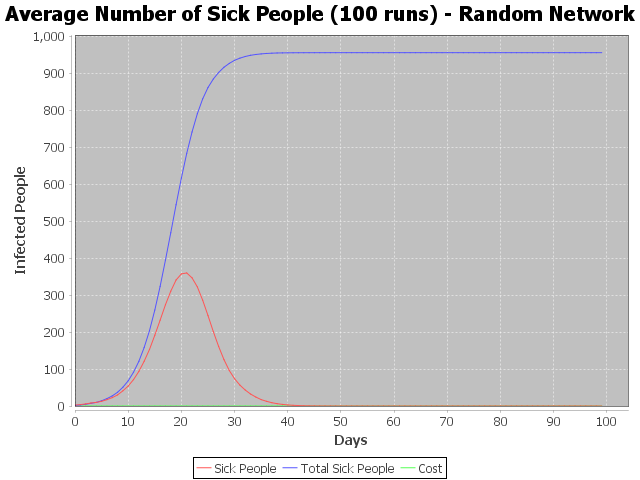 Average Number of Sick People (100 runs) - Random Network
Infected People
1,000
900
800
700
600
500
400
300
200
100
0
0 10 20 30 40 50 60 70 80 90 100
Days
Sick People Total Sick People Cost